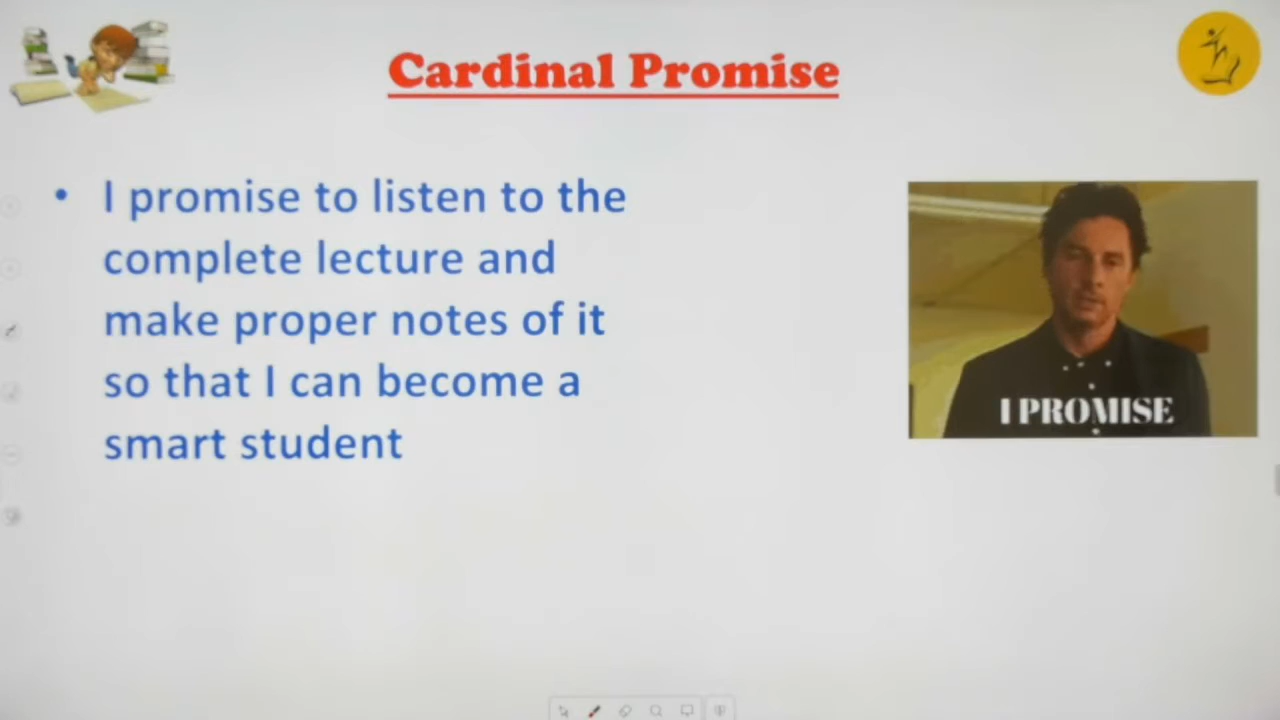 Cardinal Promise
• I promise to listen to the
complete lecture and
make proper notes of it
so that I can become a
smart student
I PROMISE